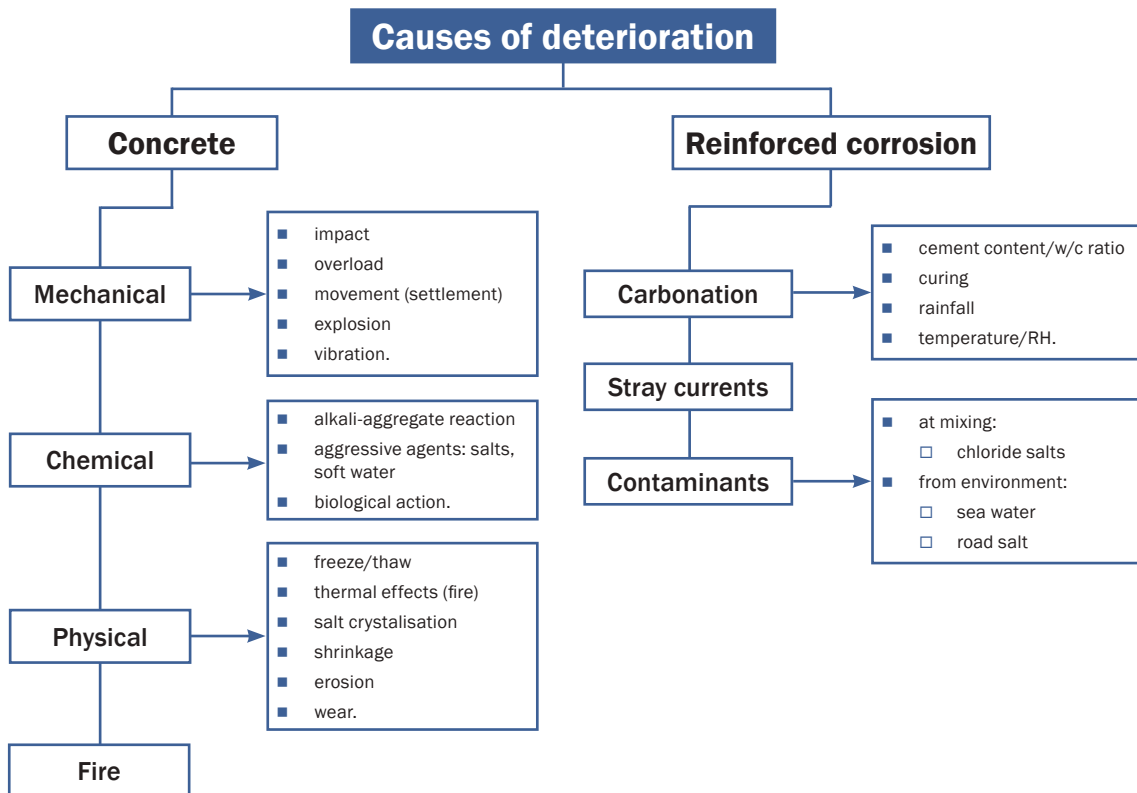 Causes of deterioration
Concrete
Mechanical
impact
overload
movement (settlement)
explosion
vibration.
Chemical
alkali-aggregate reaction
aggressive agents: salts,
soft water
biological action.
Physical
freeze/thaw
thermal effects (fire)
salt crystalisation
shrinkage
erosion
wear.
Fire
Reinforced corrosion
Carbonation
cement content/w/c ratio
curing
rainfall
temperature/RH.
Stray currents
Contaminants
at mixing:
chloride salts
from environment:
sea water
road salt